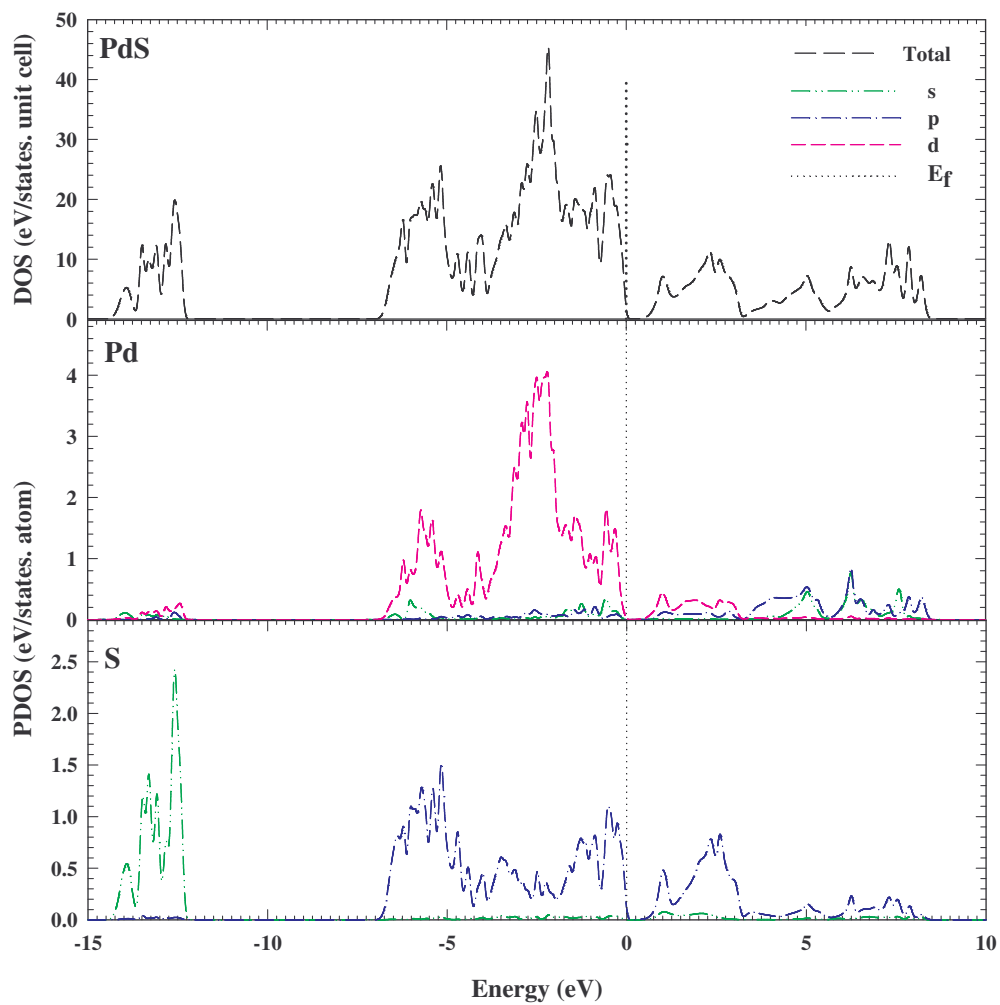 PdS
Total
s
p
d
Ef
DOS (eV/states. unit cell)
50
40
30
20
10
0
Pd
4
3
2
1
0
PDOS (eV/states. atom)
S
2.5
2.0
1.5
1.0
0.5
0.0
-15
-10
-5
0
5
10
Energy (eV)